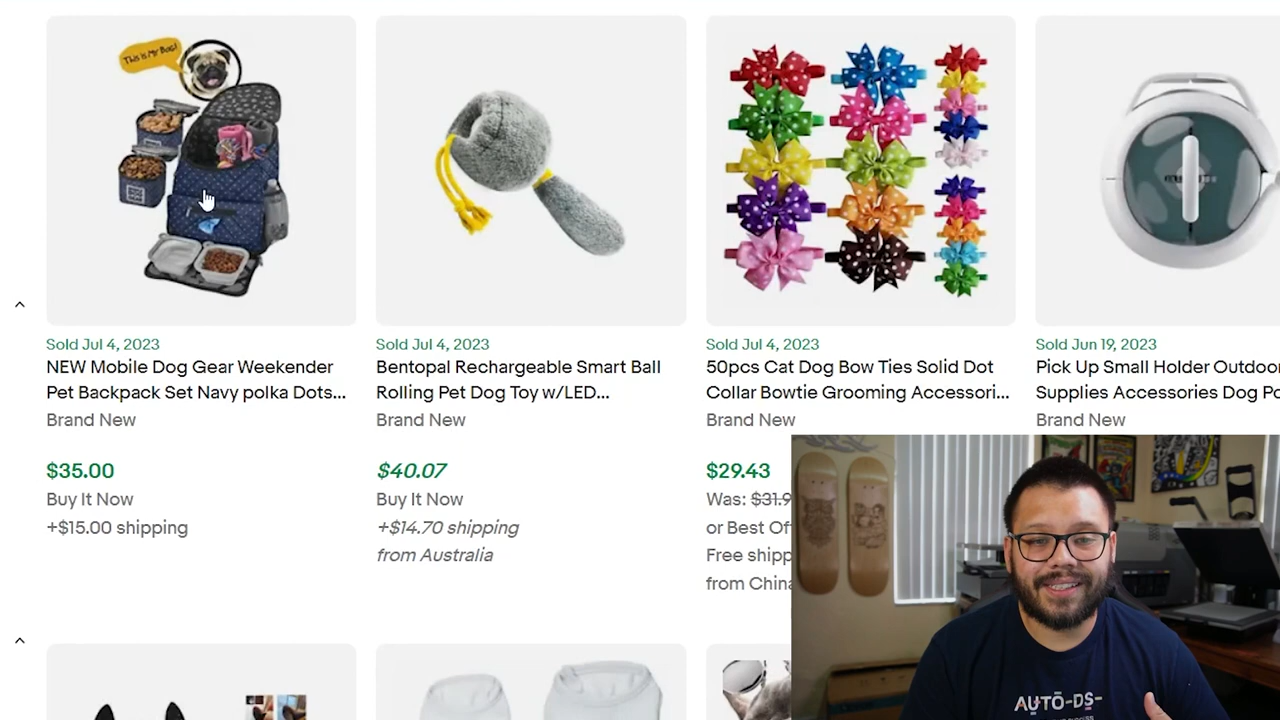 This is My Bag!
Sold Jul 4, 2023
NEW Mobile Dog Gear Weekender
Pet Backpack Set Navy polka Dots...
Brand New
$35.00
Buy It Now
+$15.00 shipping
Sold Jul 4, 2023
Bentopal Rechargeable Smart Ball
Rolling Pet Dog Toy w/LED...
Brand New
$40.07
Buy It Now
+$14.70 shipping
from Australia
Sold Jul 4, 2023
50pcs Cat Dog Bow Ties Solid Dot
Collar Bowtie Grooming Accessori...
Brand New
$29.43
Was: $31.9
or Best Of
Free shipp
from China
Sold Jun 19, 2023
Pick Up Small Holder Outdoor
Supplies Accessories Dog Po
Brand New
AUTO-DS-